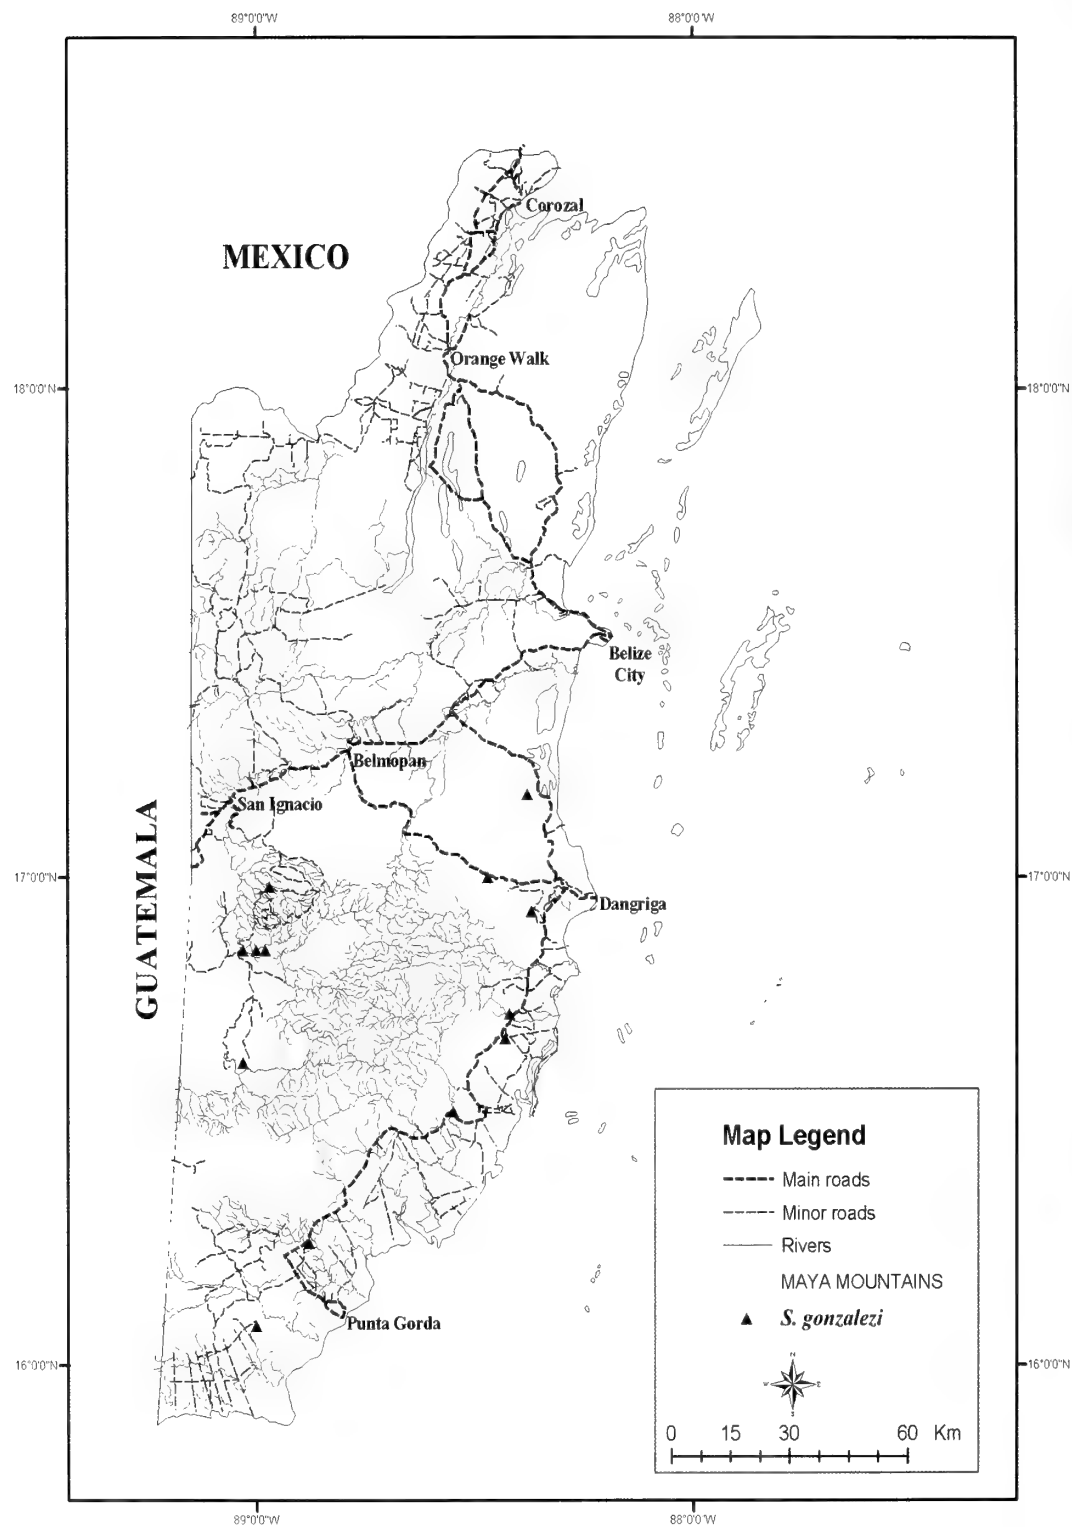 89°0'0"W
88°0'0"W
Corozal
MEXICO
Orange Walk
18°0'0"N
18°0'0"N
Belize
City
Belmopan
San Ignacio
GUATEMALA
17°0'0"N
17°0'0"N
Dangriga
Map Legend
Main roads
Minor roads
Rivers
MAYA MOUNTAINS
S. gonzalezi
Punta Gorda
16°0'0"N
16°0'0"N
N
W
E
S
0 15 30 60 Km
89°0'0"W
88°0'0"W